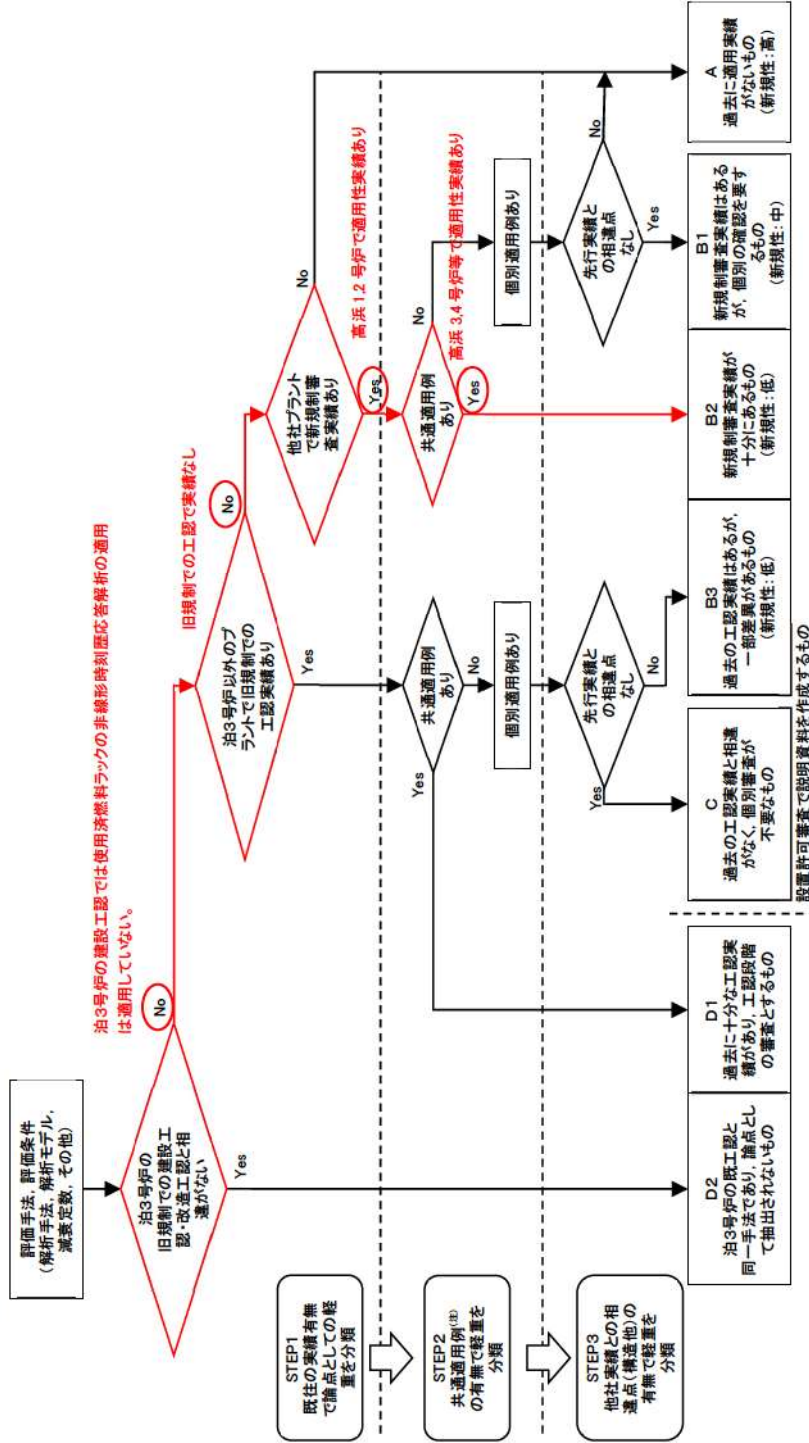 評価手法，評価条件
（解析手法，解析モデル，
減衰定数，その他）
泊3号炉の
旧規制での建設工
認・改造工認と相
違がない
No
Yes
泊3号炉の建設工認では使用済燃料ラックの非線形時刻歴応答解析の適用
は適用していない。
泊3号炉以外のプ
ラントで旧規制での
工認実績あり
No
Yes
旧規制での工認で実績なし
他社プラント
で新規制審
査実績あり
No
Yes
高浜 1,2 号炉で適用性実績あり
STEP1
既往の実績有無
で論点としての軽
重を分類
STEP2
共通適用例(注)
の有無で軽重を
分類
STEP3
他社実績との相
違点（構造他）の
有無で軽重を
分類
共通適用例
あり
Yes
No
個別適用例あり
先行実績と
の相違点
なし
Yes
No
共通適用例
あり
No
Yes
高浜 3,4 号炉等で適用性実績あり
個別適用例あり
先行実績と
の相違点
なし
No
Yes
D2
泊3号炉の既工認と
同一手法であり，論点とし
て抽出されないもの
D1
過去に十分な工認実
績があり，工認段階
の審査とするもの
C
過去の工認実績と相違
がなく，個別審査が
不要なもの
B3
過去の工認実績はあるが，
一部差異があるもの
（新規性：低）
B2
新規制審査実績が
十分にあるもの
（新規性：低）
B1
新規制審査実績はある
が，個別の確認を要す
るもの
（新規性：中）
A
過去に適用実績
がないもの
（新規性：高）
設置許可審査で説明資料を作成するもの